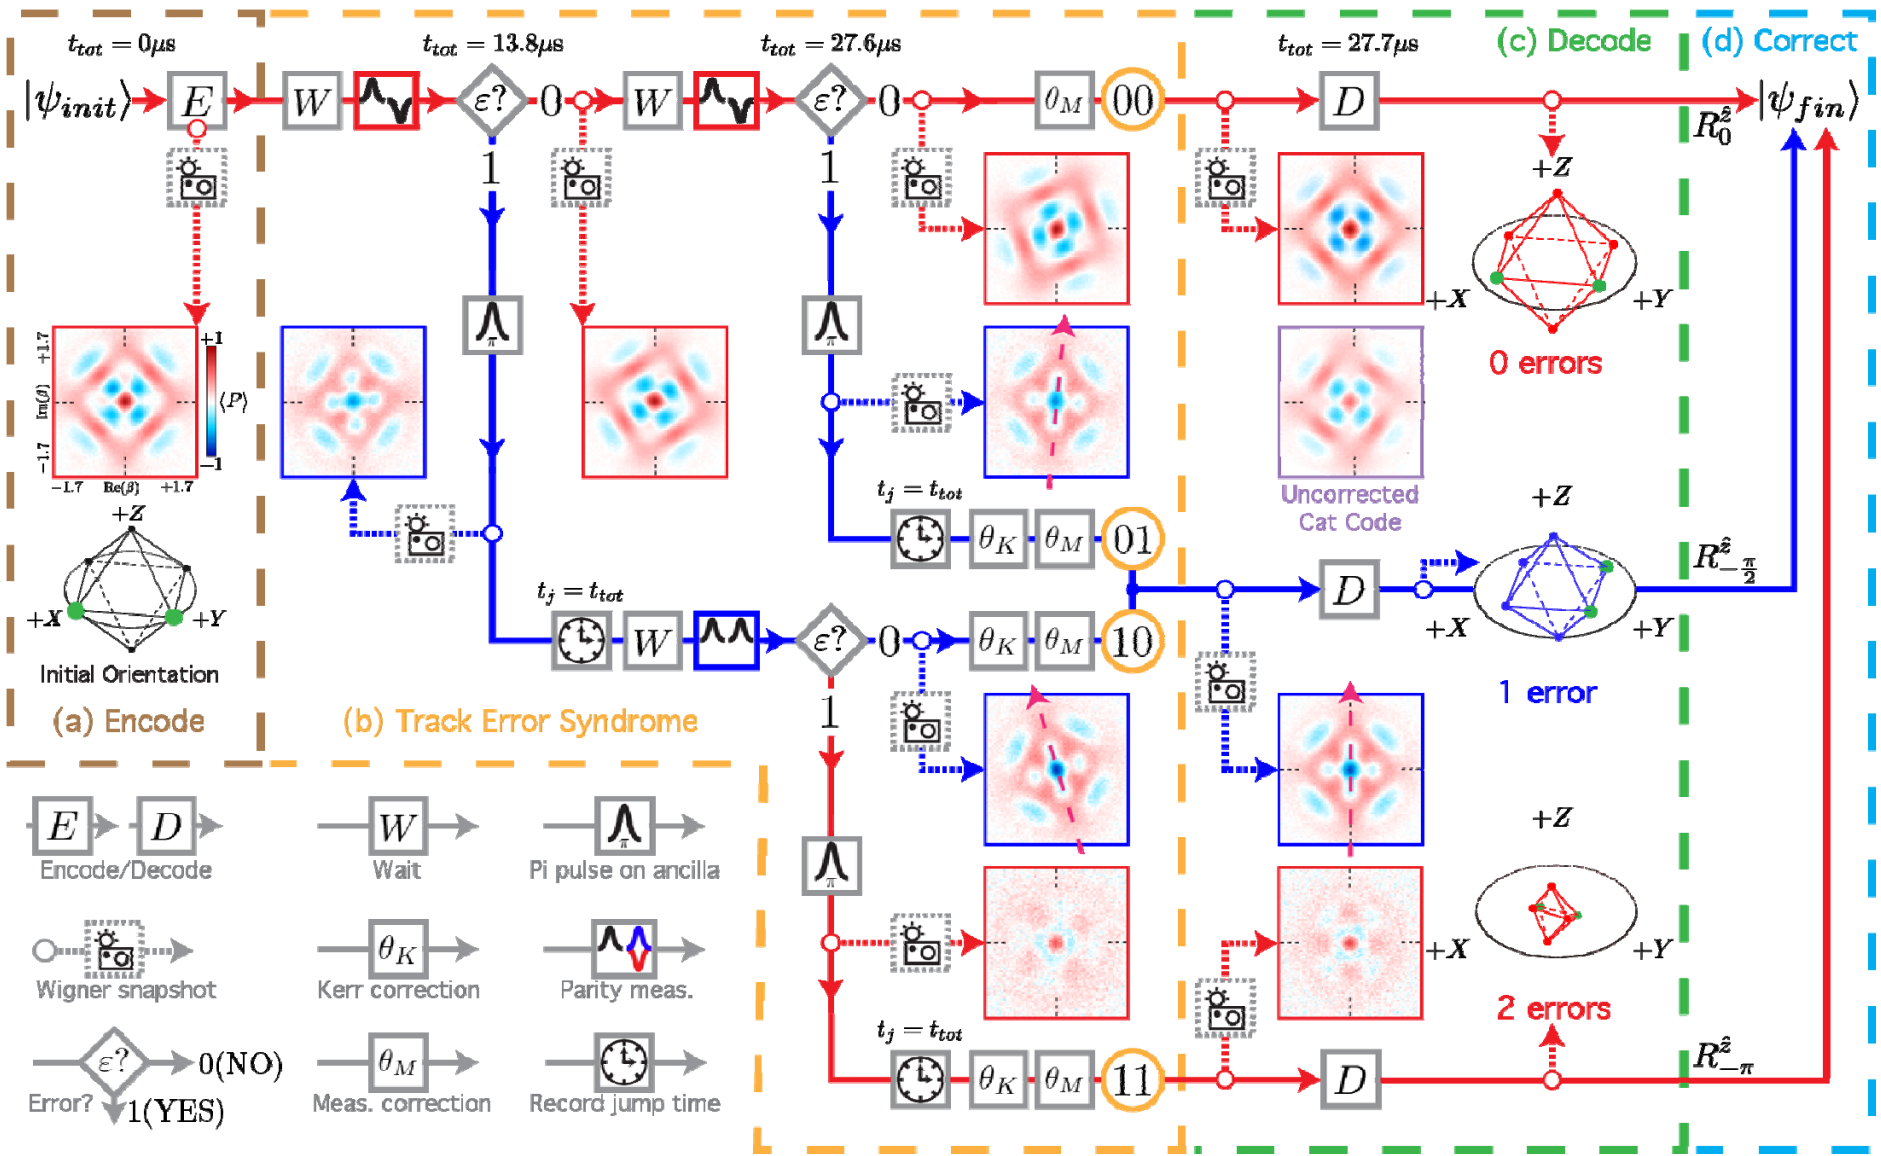 t_tot = 0μs
t_tot = 13.8μs
t_tot = 27.6μs
t_tot = 27.7μs
(c) Decode
(d) Correct
|ψ_init⟩
E
W
ε?
0
W
ε?
0
θ_M
00
D
R_0^ẑ
|ψ_fin⟩
1
1
+Z
+X
+Y
0 errors
+1
⟨P⟩
−1
+1.7
Im(β)
−1.7
−1.7
Re(β)
+1.7
π
π
Uncorrected
Cat Code
+Z
+X
+Y
Initial Orientation
t_j = t_tot
θ_K
θ_M
01
+Z
D
R_{−π/2}^ẑ
+X
+Y
1 error
t_j = t_tot
W
ε?
0
θ_K
θ_M
10
1
(a) Encode
(b) Track Error Syndrome
π
+Z
+X
+Y
2 errors
t_j = t_tot
θ_K
θ_M
11
D
R_{−π}^ẑ
E
D
Encode/Decode
W
Wait
π
Pi pulse on ancilla
Wigner snapshot
θ_K
Kerr correction
Parity meas.
ε?
0(NO)
Error?
1(YES)
θ_M
Meas. correction
Record jump time